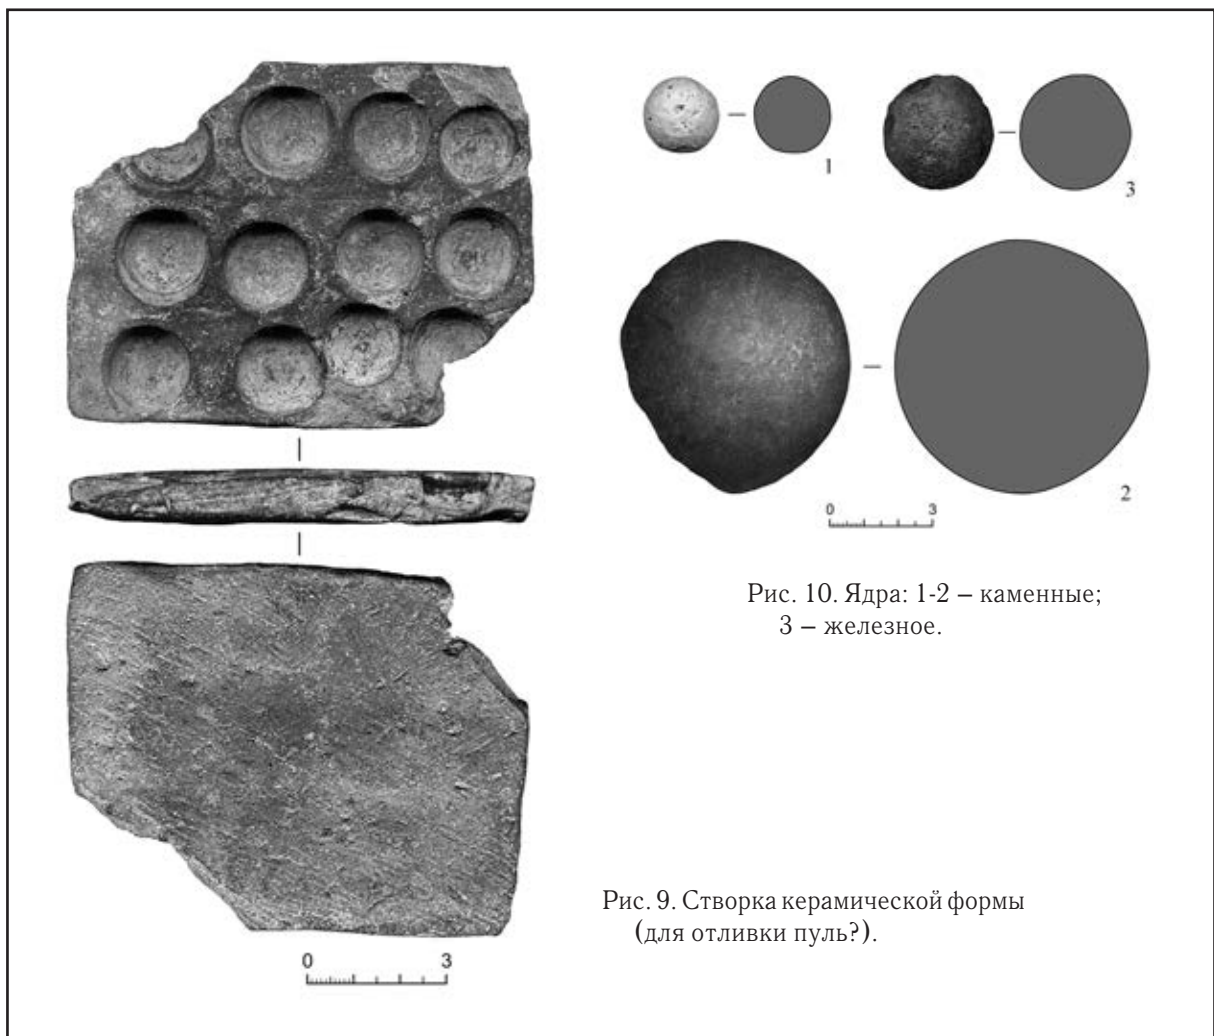 1
3
2
0 3
Рис. 10. Ядра: 1-2 – каменные;
3 – железное.
Рис. 9. Створка керамической формы
(для отливки пуль?).
0 3